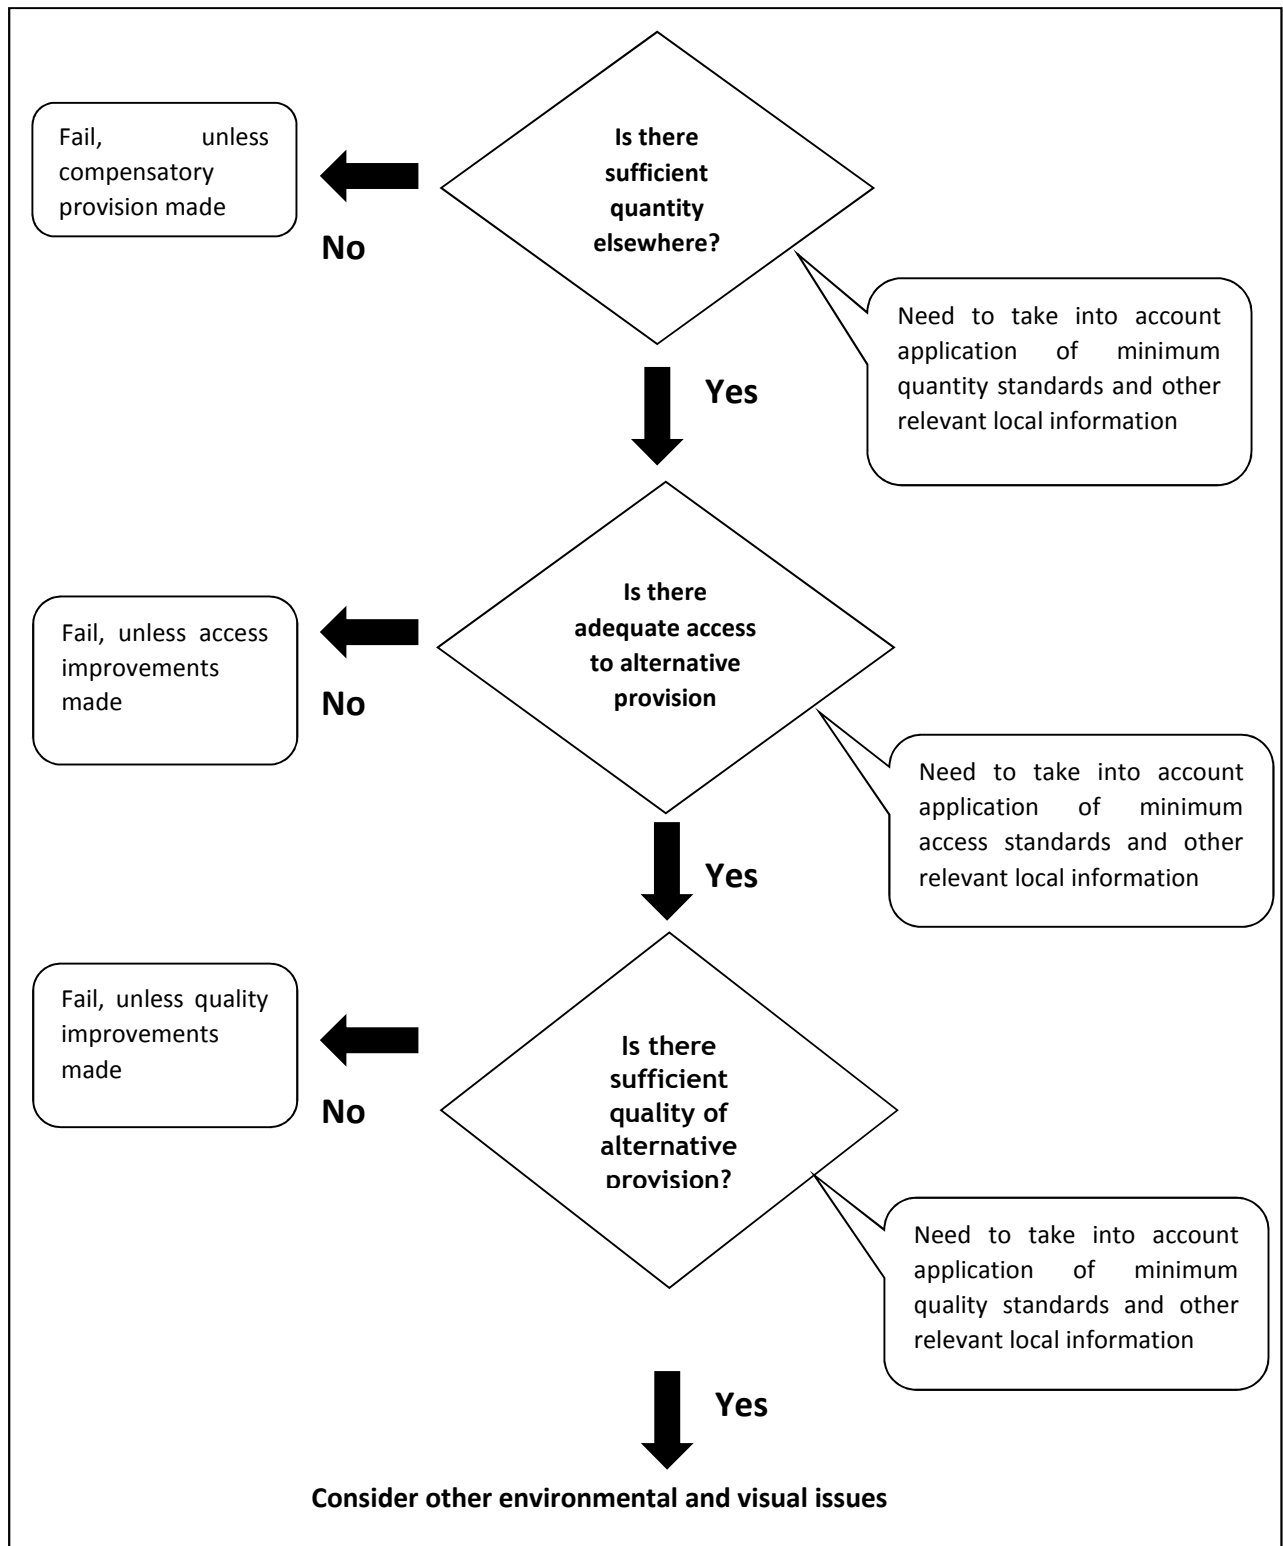 Is there
sufficient
quantity
elsewhere?
Fail, unless
compensatory
provision made
No
Need to take into account
application of minimum
quantity standards and other
relevant local information
Yes
Is there
adequate access
to alternative
provision
Fail, unless access
improvements
made
No
Need to take into account
application of minimum
access standards and other
relevant local information
Yes
Is there
sufficient
quality of
alternative
provision?
Fail, unless quality
improvements
made
No
Need to take into account
application of minimum
quality standards and other
relevant local information
Yes
Consider other environmental and visual issues